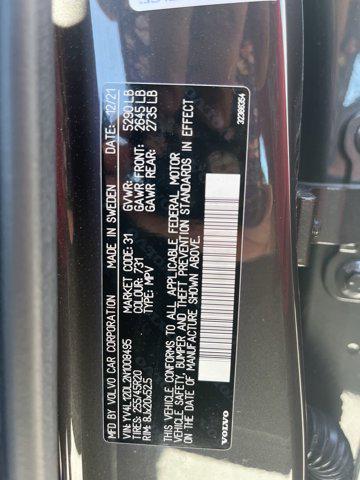 MFD BY VOLVO CAR CORPORATION MADE IN SWEDEN DATE: 12/21
VIN: YV4L12DL2N1008495 MARKET CODE: 31 GVWR: 5290 LB
TIRES: 255/45R20 COLOUR: 731 GAWR FRONT: 2645 LB
RIM: 8Jx20x52.5 TYPE: MPV GAWR REAR: 2735 LB
THIS VEHICLE CONFORMS TO ALL APPLICABLE FEDERAL MOTOR
VEHICLE SAFETY, BUMPER AND THEFT PREVENTION STANDARDS IN EFFECT
ON THE DATE OF MANUFACTURE SHOWN ABOVE.
VOLVO